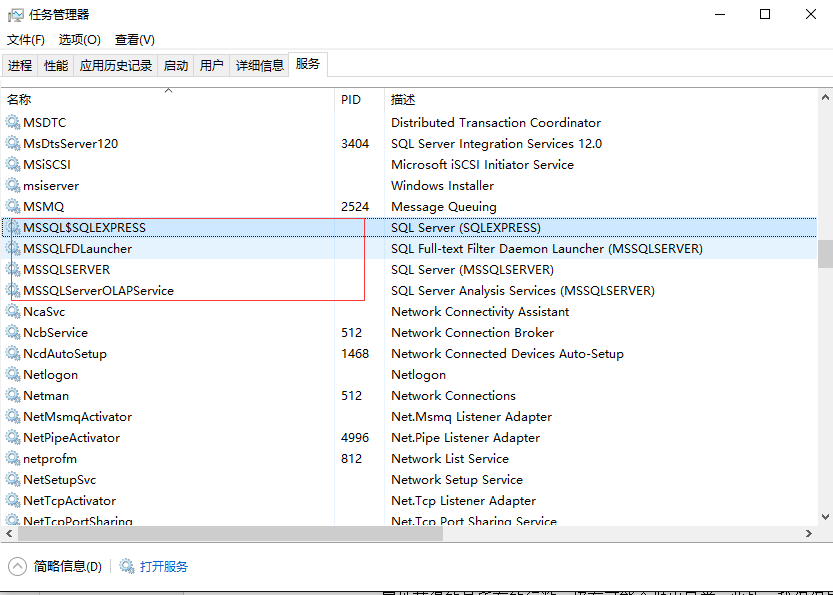 任务管理器
文件(F) 选项(O) 查看(V)
进程 性能 应用历史记录 启动 用户 详细信息 服务
名称 PID 描述
MSDTC Distributed Transaction Coordinator
MsDtsServer120 3404 SQL Server Integration Services 12.0
MSiSCSI Microsoft iSCSI Initiator Service
msiserver Windows Installer
MSMQ 2524 Message Queuing
MSSQL$SQLEXPRESS SQL Server (SQLEXPRESS)
MSSQLFDLauncher SQL Full-text Filter Daemon Launcher (MSSQLSERVER)
MSSQLSERVER SQL Server (MSSQLSERVER)
MSSQLServerOLAPService SQL Server Analysis Services (MSSQLSERVER)
NcaSvc Network Connectivity Assistant
NcbService 512 Network Connection Broker
NcdAutoSetup 1468 Network Connected Devices Auto-Setup
Netlogon Netlogon
Netman 512 Network Connections
NetMsmqActivator Net.Msmq Listener Adapter
NetPipeActivator 4996 Net.Pipe Listener Adapter
netprofm 812 Network List Service
NetSetupSvc Network Setup Service
NetTcpActivator Net.Tcp Listener Adapter
NetTcpPortSharing Net.Tcp Port Sharing Service
简略信息(D) 打开服务